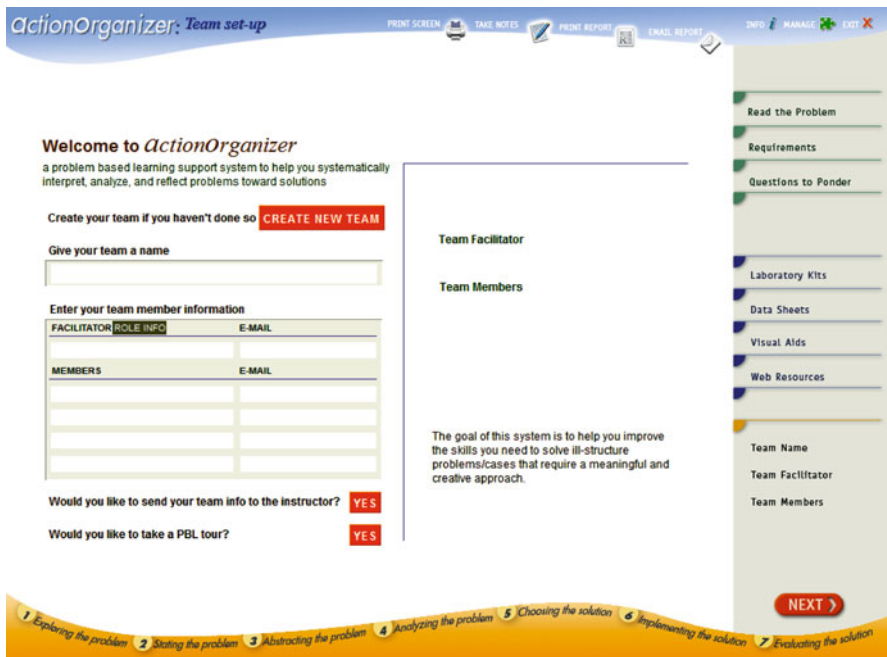 actionOrganizer: Team set-up
PRINT SCREEN TAKE NOTES PRINT REPORT EMAIL REPORT INFO i MANAGE EXIT X
Welcome to actionOrganizer
a problem based learning support system to help you systematically
interpret, analyze, and reflect problems toward solutions
Create your team if you haven't done so CREATE NEW TEAM
Give your team a name
Enter your team member information
FACILITATOR ROLE INFO E-MAIL
MEMBERS E-MAIL
Would you like to send your team info to the instructor? YES
Would you like to take a PBL tour? YES
Team Facilitator
Team Members
The goal of this system is to help you improve
the skills you need to solve ill-structure
problems/cases that require a meaningful and
creative approach.
Read the Problem
Requirements
Questions to Ponder
Laboratory Kits
Data Sheets
Visual Aids
Web Resources
Team Name
Team Facilitator
Team Members
NEXT
1 Exploring the problem 2 Stating the problem 3 Abstracting the problem 4 Analyzing the problem 5 Choosing the solution 6 Implementing the solution 7 Evaluating the solution